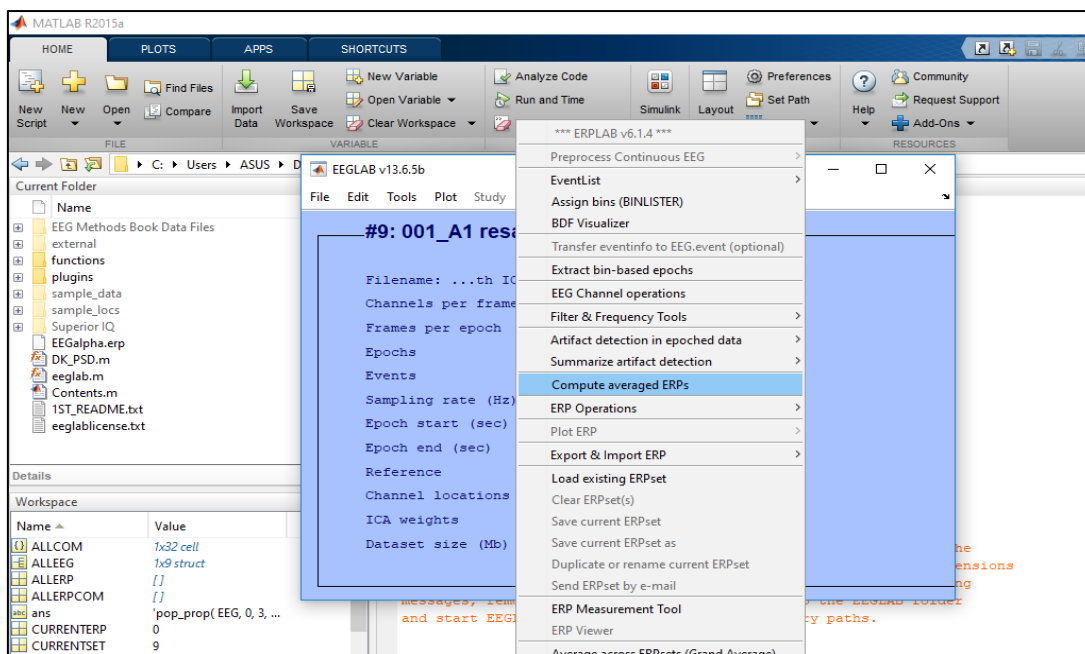 MATLAB R2015a
HOME PLOTS APPS SHORTCUTS
New Script
New
Open
Find Files
Compare
Import Data
Save Workspace
New Variable
Open Variable
Clear Workspace
Analyze Code
Run and Time
Simulink
Layout
Preferences
Set Path
Help
Community
Request Support
Add-Ons
FILE VARIABLE RESOURCES
C: Users ASUS D
Current Folder
Name
EEG Methods Book Data Files
external
functions
plugins
sample_data
sample_locs
Superior IQ
EEGalpha.erp
DK_PSD.m
eeglab.m
Contents.m
1ST_README.txt
eeglablicense.txt
Details
Workspace
Name Value
ALLCOM 1x32 cell
ALLEEG 1x9 struct
ALLERP []
ALLERPCOM []
ans 'pop_prop( EEG, 0, 3, ...
CURRENTERP 0
CURRENTSET 9
EEGLAB v13.6.5b
File Edit Tools Plot Study
#9: 001_A1 resa
Filename: ...th IC
Channels per frame
Frames per epoch
Epochs
Events
Sampling rate (Hz)
Epoch start (sec)
Epoch end (sec)
Reference
Channel locations
ICA weights
Dataset size (Mb)
*** ERPLAB v6.1.4 ***
Preprocess Continuous EEG
EventList
Assign bins (BINLISTER)
BDF Visualizer
Transfer eventinfo to EEG.event (optional)
Extract bin-based epochs
EEG Channel operations
Filter & Frequency Tools
Artifact detection in epoched data
Summarize artifact detection
Compute averaged ERPs
ERP Operations
Plot ERP
Export & Import ERP
Load existing ERPset
Clear ERPset(s)
Save current ERPset
Save current ERPset as
Duplicate or rename current ERPset
Send ERPset by e-mail
ERP Measurement Tool
ERP Viewer
Average across ERPsets (Grand Average)
he
ensions
ng
messages, the EEGLAB folder
and start EEG ry paths.